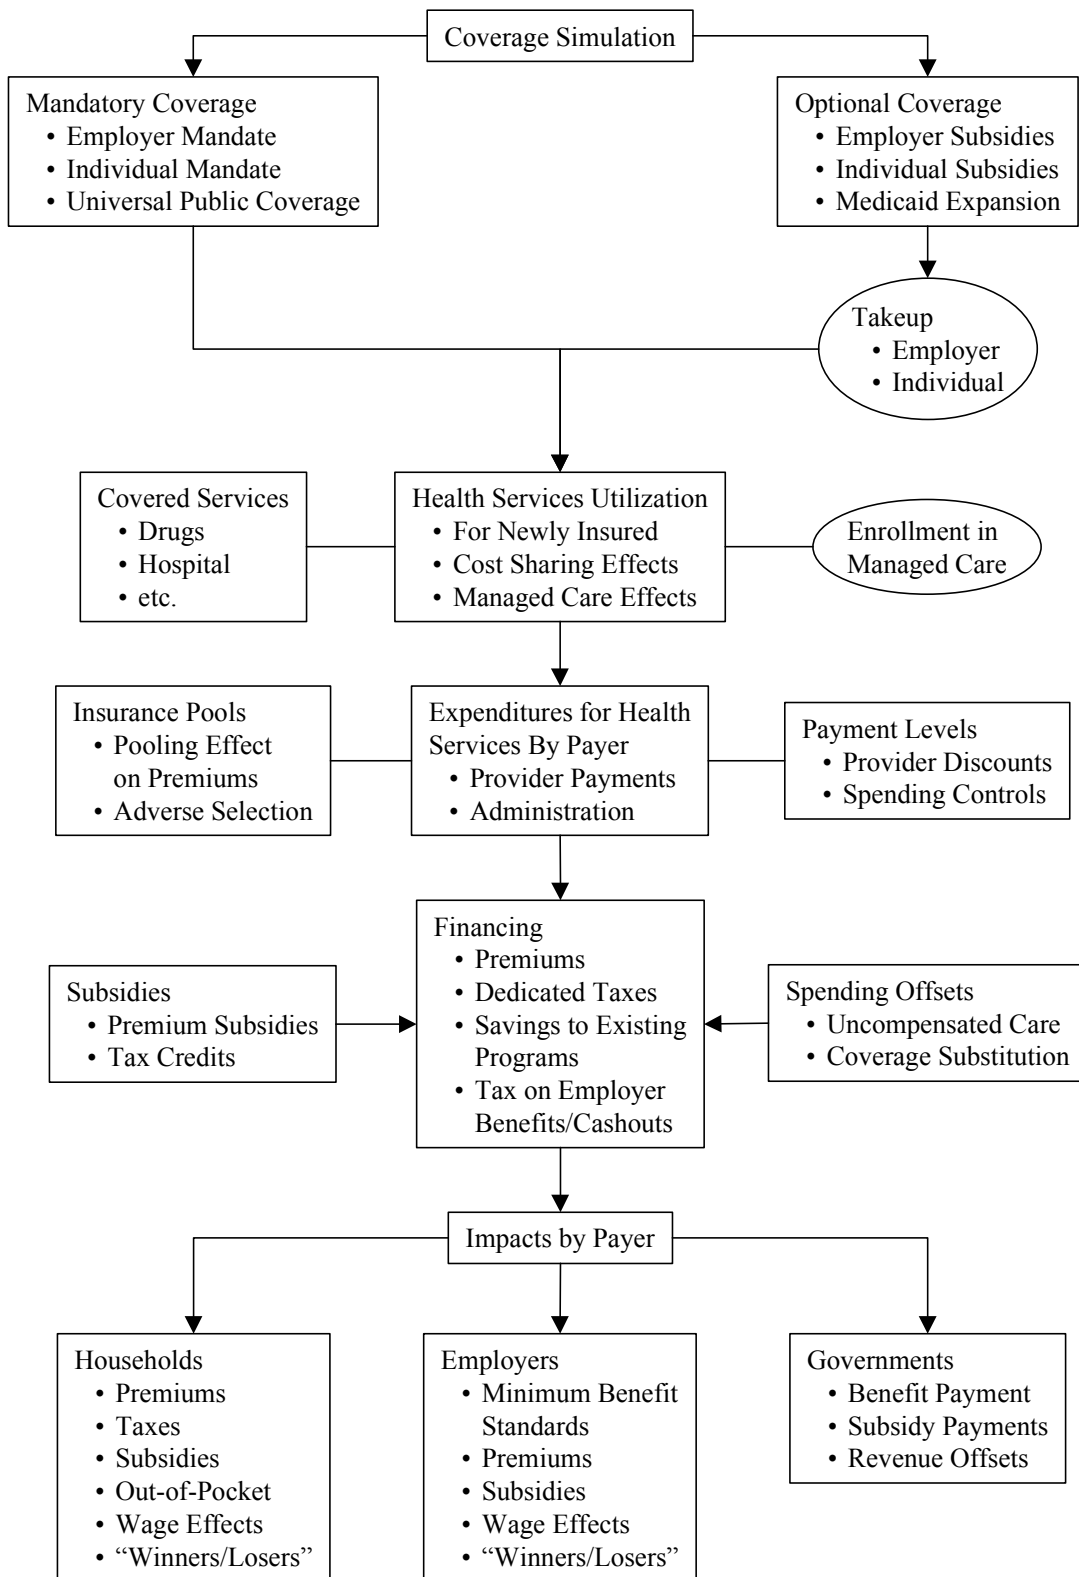 Coverage Simulation
Mandatory Coverage
• Employer Mandate
• Individual Mandate
• Universal Public Coverage
Optional Coverage
• Employer Subsidies
• Individual Subsidies
• Medicaid Expansion
Takeup
• Employer
• Individual
Covered Services
• Drugs
• Hospital
• etc.
Health Services Utilization
• For Newly Insured
• Cost Sharing Effects
• Managed Care Effects
Enrollment in
Managed Care
Insurance Pools
• Pooling Effect
on Premiums
• Adverse Selection
Expenditures for Health
Services By Payer
• Provider Payments
• Administration
Payment Levels
• Provider Discounts
• Spending Controls
Subsidies
• Premium Subsidies
• Tax Credits
Financing
• Premiums
• Dedicated Taxes
• Savings to Existing
Programs
• Tax on Employer
Benefits/Cashouts
Spending Offsets
• Uncompensated Care
• Coverage Substitution
Impacts by Payer
Households
• Premiums
• Taxes
• Subsidies
• Out-of-Pocket
• Wage Effects
• “Winners/Losers”
Employers
• Minimum Benefit
Standards
• Premiums
• Subsidies
• Wage Effects
• “Winners/Losers”
Governments
• Benefit Payment
• Subsidy Payments
• Revenue Offsets